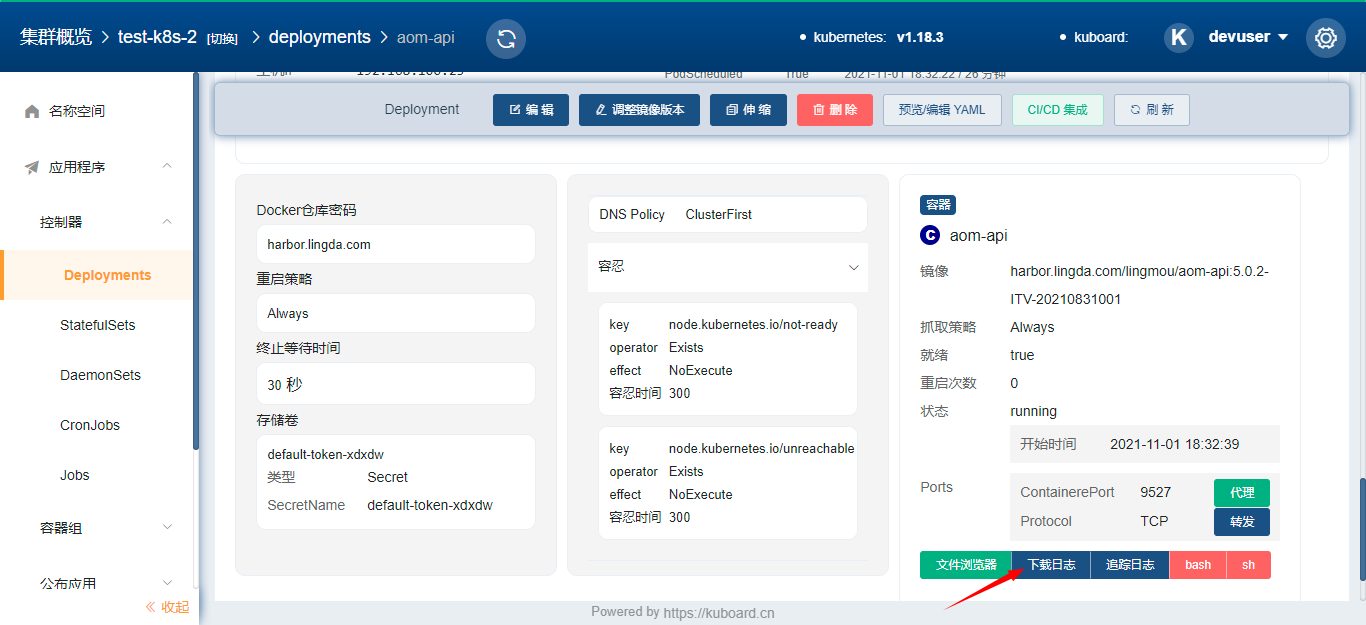 集群概览 > test-k8s-2 [切换] > deployments > aom-api
• kubernetes: v1.18.3
• kuboard:
K devuser
PodScheduled True 2021-11-01 18:32:22 / 26 分钟
名称空间
应用程序
控制器
Deployments
StatefulSets
DaemonSets
CronJobs
Jobs
容器组
公布应用
收起
Deployment
编 辑
调整镜像版本
伸 缩
删 除
预览/编辑 YAML
CI/CD 集成
刷 新
Docker仓库密码
harbor.lingda.com
重启策略
Always
终止等待时间
30 秒
存储卷
default-token-xdxdw
类型 Secret
SecretName default-token-xdxdw
DNS Policy ClusterFirst
容忍
key node.kubernetes.io/not-ready
operator Exists
effect NoExecute
容忍时间 300
key node.kubernetes.io/unreachable
operator Exists
effect NoExecute
容忍时间 300
容器
C aom-api
镜像 harbor.lingda.com/lingmou/aom-api:5.0.2-
ITV-20210831001
抓取策略 Always
就绪 true
重启次数 0
状态 running
开始时间 2021-11-01 18:32:39
Ports
ContainerePort 9527 代理
Protocol TCP 转发
文件浏览器 下载日志 追踪日志 bash sh
Powered by https://kuboard.cn